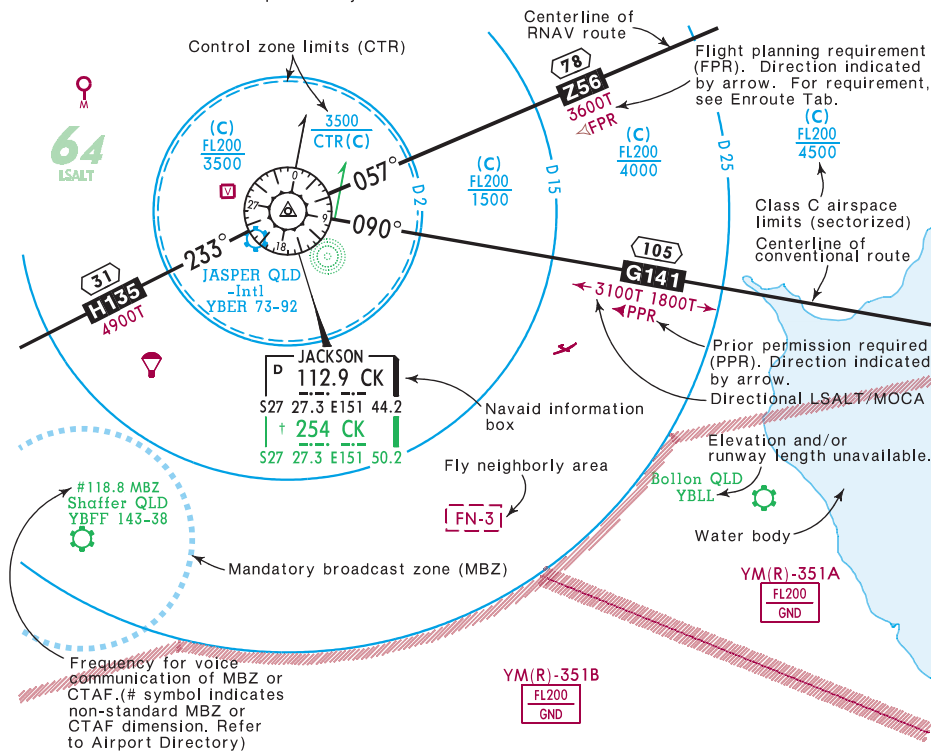 Centerline of
RNAV route
Control zone limits (CTR)
Flight planning requirement
(FPR). Direction indicated
by arrow. For requirement,
see Enroute Tab.
78
Z56
3600T
FPR
M
64
LSALT
(C)
FL200
3500
3500
CTR(C)
(C)
FL200
4000
(C)
FL200
4500
057°
D 2
(C)
FL200
1500
D 15
D 25
V
0
9
18
27
090°
Class C airspace
limits (sectorized)
Centerline of
conventional route
233°
31
H135
4900T
JASPER QLD
-Intl
YBER 73-92
105
G141
3100T 1800T
PPR
Prior permission required
(PPR). Direction indicated
by arrow.
Directional LSALT/MOCA
JACKSON
D 112.9 CK
S27 27.3 E151 44.2
† 254 CK
S27 27.3 E151 50.2
Navaid information
box
Elevation and/or
runway length unavailable.
Fly neighborly area
Bollon QLD
YBLL
#118.8 MBZ
Shaffer QLD
YBFF 143-38
FN-3
Water body
Mandatory broadcast zone (MBZ)
YM(R)-351A
FL200
GND
Frequency for voice
communication of MBZ or
CTAF.(# symbol indicates
non-standard MBZ or
CTAF dimension. Refer
to Airport Directory)
YM(R)-351B
FL200
GND